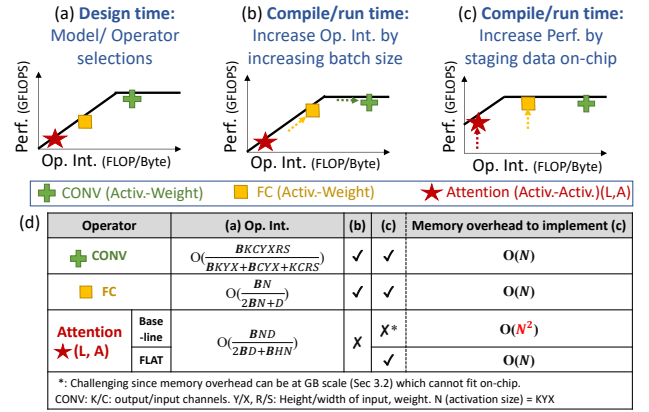 (a) Design time:
Model/ Operator
selections
Perf. (GFLOPS)
Op. Int. (FLOP/Byte)
(b) Compile/run time:
Increase Op. Int. by
increasing batch size
Perf. (GFLOPS)
Op. Int. (FLOP/Byte)
(c) Compile/run time:
Increase Perf. by
staging data on-chip
Perf. (GFLOPS)
Op. Int. (FLOP/Byte)
CONV (Activ.-Weight) FC (Activ.-Weight) Attention (Activ.-Activ.)(L,A)
(d)
Operator (a) Op. Int. (b) (c) Memory overhead to implement (c)
CONV O(BKCYXRS/BKYX+BCYX+KCRS) ✓ ✓ O(N)
FC O(BN/2BN+D) ✓ ✓ O(N)
Attention (L, A) Base-line O(BND/2BD+BHN) ✗ ✗* O(N²)
FLAT ✓ O(N)
*: Challenging since memory overhead can be at GB scale (Sec 3.2) which cannot fit on-chip.
CONV: K/C: output/input channels. Y/X, R/S: Height/width of input, weight. N (activation size) = KYX